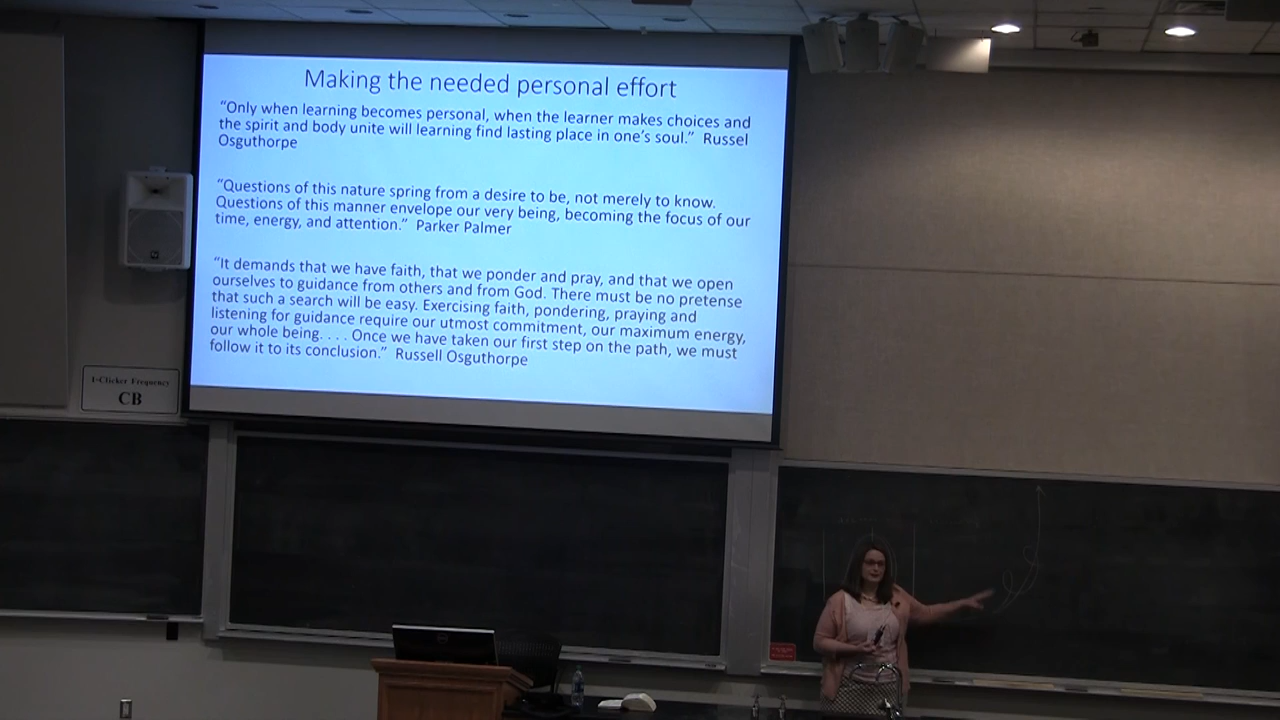 Making the needed personal effort
“Only when learning becomes personal, when the learner makes choices and
the spirit and body unite will learning find lasting place in one’s soul.” Russel
Osguthorpe
“Questions of this nature spring from a desire to be, not merely to know.
Questions of this manner envelope our very being, becoming the focus of our
time, energy, and attention.” Parker Palmer
“It demands that we have faith, that we ponder and pray, and that we open
ourselves to guidance from others and from God. There must be no pretense
that such a search will be easy. Exercising faith, pondering, praying and
listening for guidance require our utmost commitment, our maximum energy,
our whole being. . . . Once we have taken our first step on the path, we must
follow it to its conclusion.” Russell Osguthorpe
i-Clicker Frequency
CB